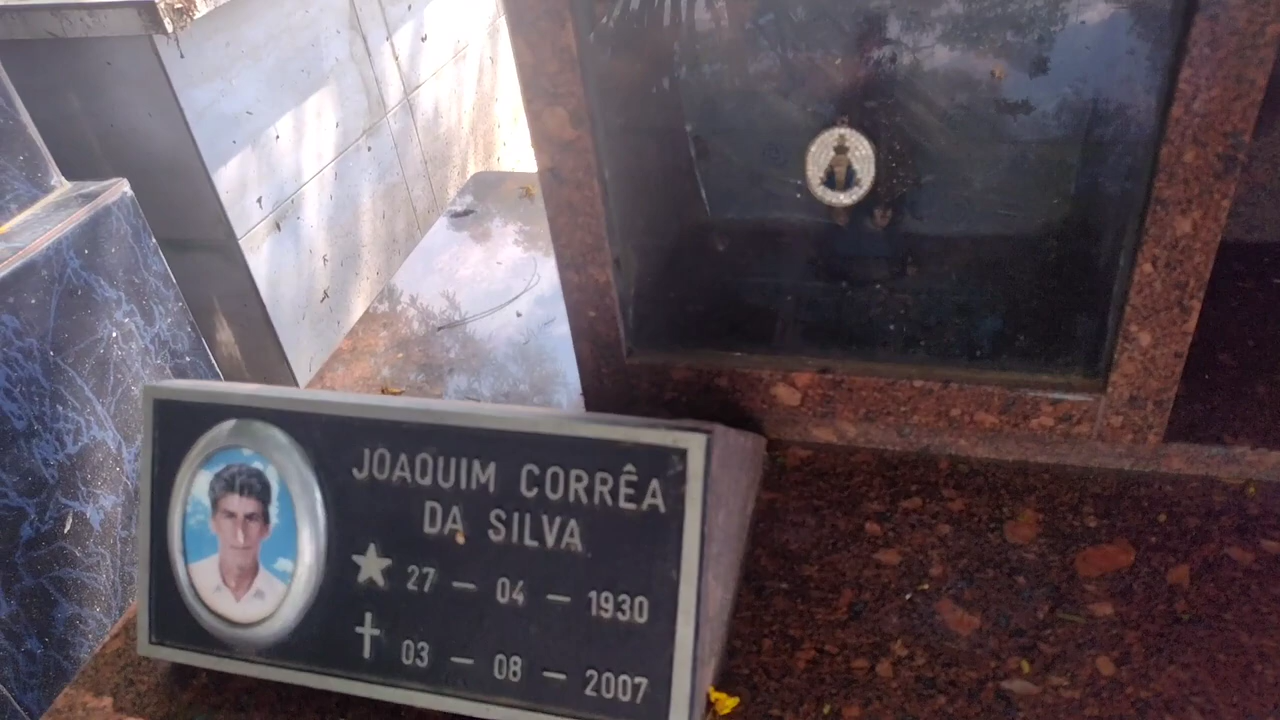 JOAQUIM CORRÊA
DA SILVA
★ 27 — 04 — 1930
✝ 03 — 08 — 2007